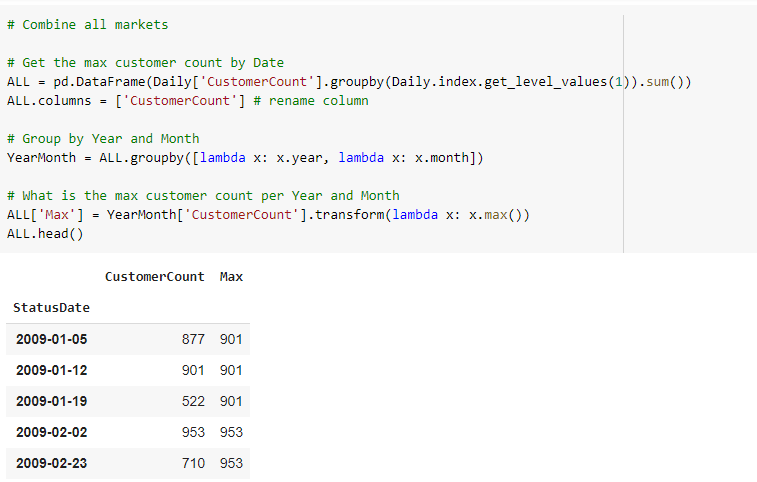 # Combine all markets
# Get the max customer count by Date
ALL = pd.DataFrame(Daily['CustomerCount'].groupby(Daily.index.get_level_values(1)).sum())
ALL.columns = ['CustomerCount'] # rename column
# Group by Year and Month
YearMonth = ALL.groupby([lambda x: x.year, lambda x: x.month])
# What is the max customer count per Year and Month
ALL['Max'] = YearMonth['CustomerCount'].transform(lambda x: x.max())
ALL.head()
CustomerCount Max
StatusDate
2009-01-05 877 901
2009-01-12 901 901
2009-01-19 522 901
2009-02-02 953 953
2009-02-23 710 953